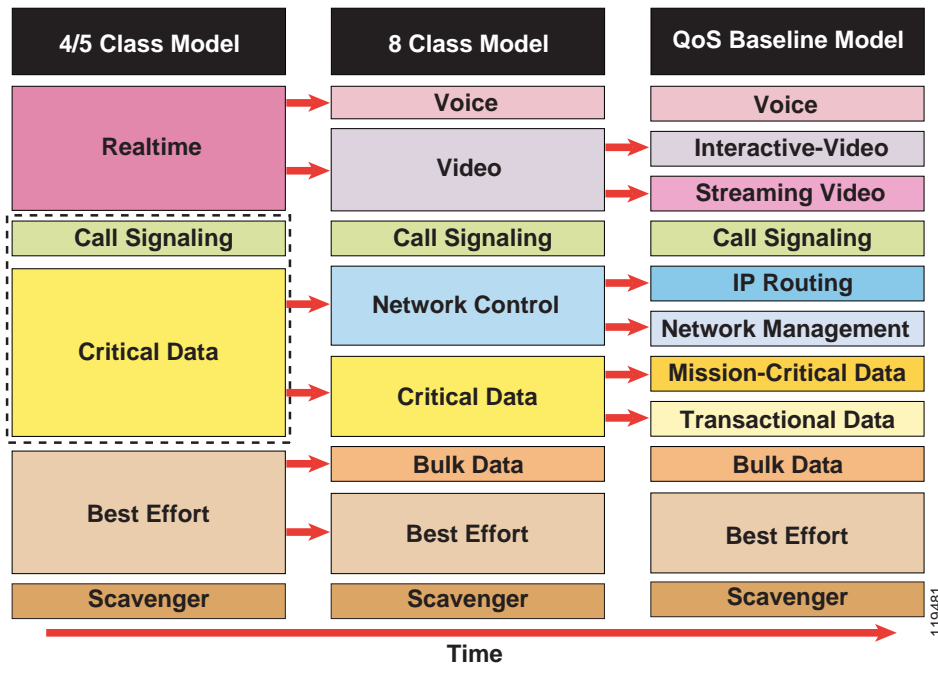 4/5 Class Model
8 Class Model
QoS Baseline Model
Realtime
Voice
Voice
Video
Interactive-Video
Streaming Video
Call Signaling
Call Signaling
Call Signaling
Critical Data
Network Control
IP Routing
Network Management
Critical Data
Mission-Critical Data
Transactional Data
Best Effort
Bulk Data
Bulk Data
Best Effort
Best Effort
Scavenger
Scavenger
Scavenger
119481
Time